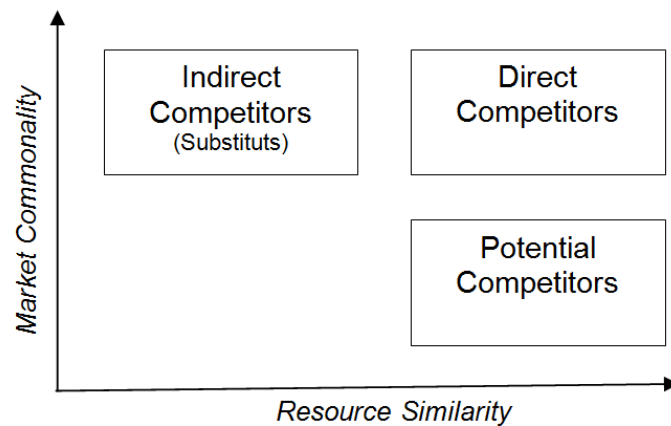 Indirect
Competitors
(Substituts)
Direct
Competitors
Potential
Competitors
Market Commonality
Resource Similarity